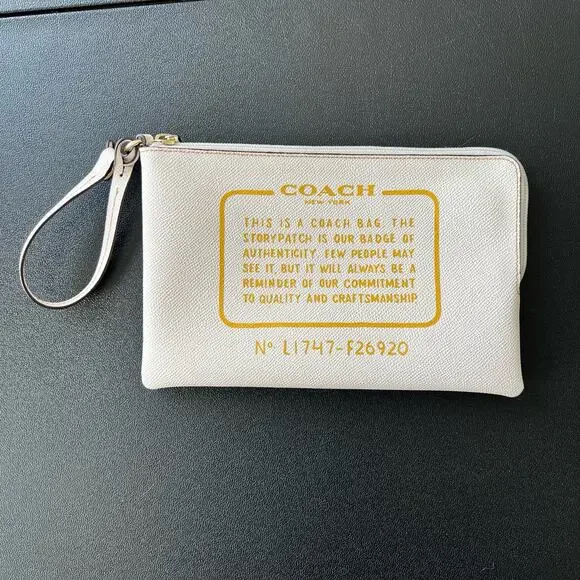 COACH
NEW YORK
THIS IS A COACH BAG. THE
STORYPATCH IS OUR BADGE OF
AUTHENTICITY. FEW PEOPLE MAY
SEE IT, BUT IT WILL ALWAYS BE A
REMINDER OF OUR COMMITMENT
TO QUALITY AND CRAFTSMANSHIP.
Nº L1747-F26920